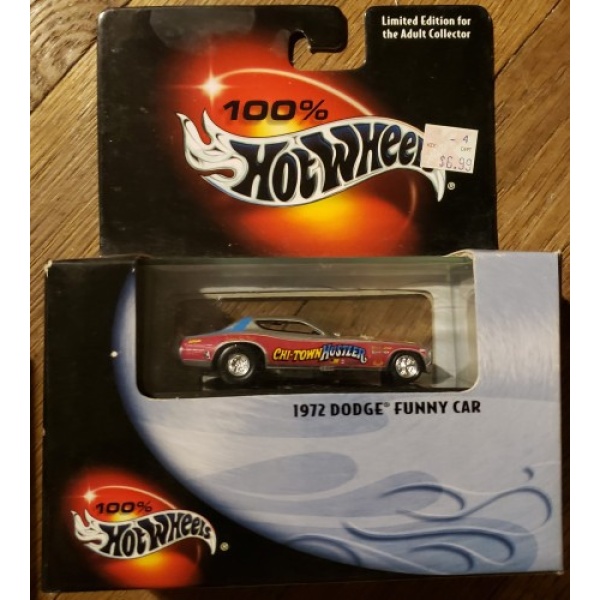 Limited Edition for
the Adult Collector
100%
HotWheels
®
- 4
$6.99
CHI-TOWN HUSTLER
1972 DODGE® FUNNY CAR
100%
HotWheels
®